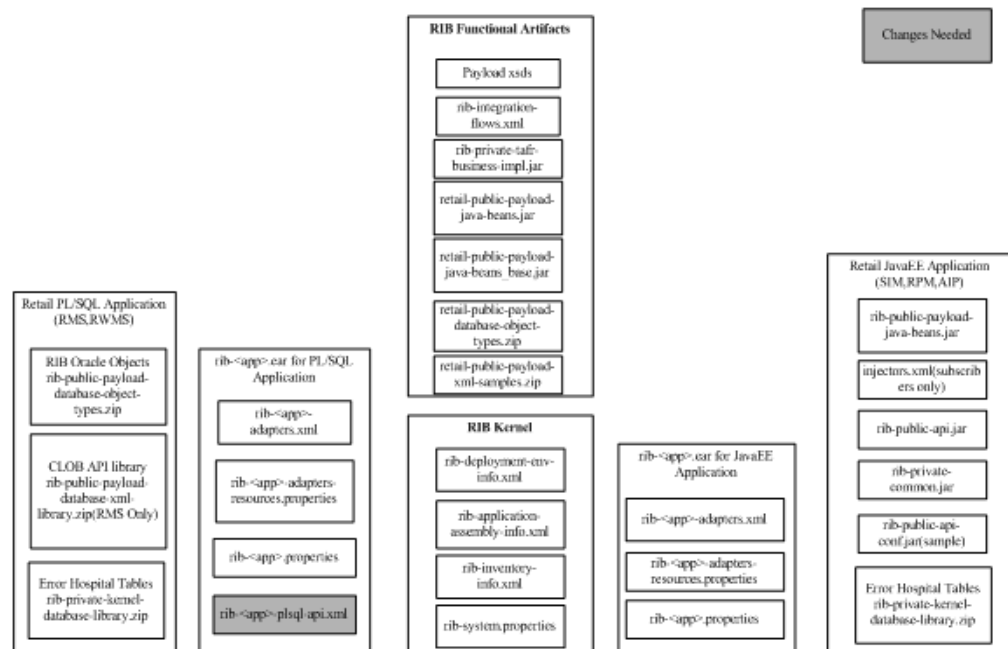 RIB Functional Artifacts
Payload xsds
rib-integration-
flows.xml
rib-private-tafr-
business-impl.jar
retail-public-payload-
java-beans.jar
retail-public-payload-
java-beans_base.jar
retail-public-payload-
database-object-
types.zip
retail-public-payload-
xml-samples.zip
Changes Needed
Retail PL/SQL Application
(RMS,RWMS)
RIB Oracle Objects
rib-public-payload-
database-object-
types.zip
CLOB API library
rib-public-payload-
database-xml-
library.zip(RMS Only)
Error Hospital Tables
rib-private-kernel-
database-library.zip
rib-<app>.ear for PL/SQL
Application
rib-<app>-
adapters.xml
rib-<app>-adapters-
resources.properties
rib-<app>.properties
rib-<app>-plsql-api.xml
RIB Kernel
rib-deployment-env-
info.xml
rib-application-
assembly-info.xml
rib-inventory-
info.xml
rib-system.properties
rib-<app>.ear for JavaEE
Application
rib-<app>-adapters.xml
rib-<app>-adapters-
resources.properties
rib-<app>.properties
Retail JavaEE Application
(SIM,RPM,AIP)
rib-public-payload-
java-beans.jar
injectors.xml(subscri
bers only)
rib-public-api.jar
rib-private-
common.jar
rib-public-api-
conf.jar(sample)
Error Hospital Tables
rib-private-kernel-
database-library.zip